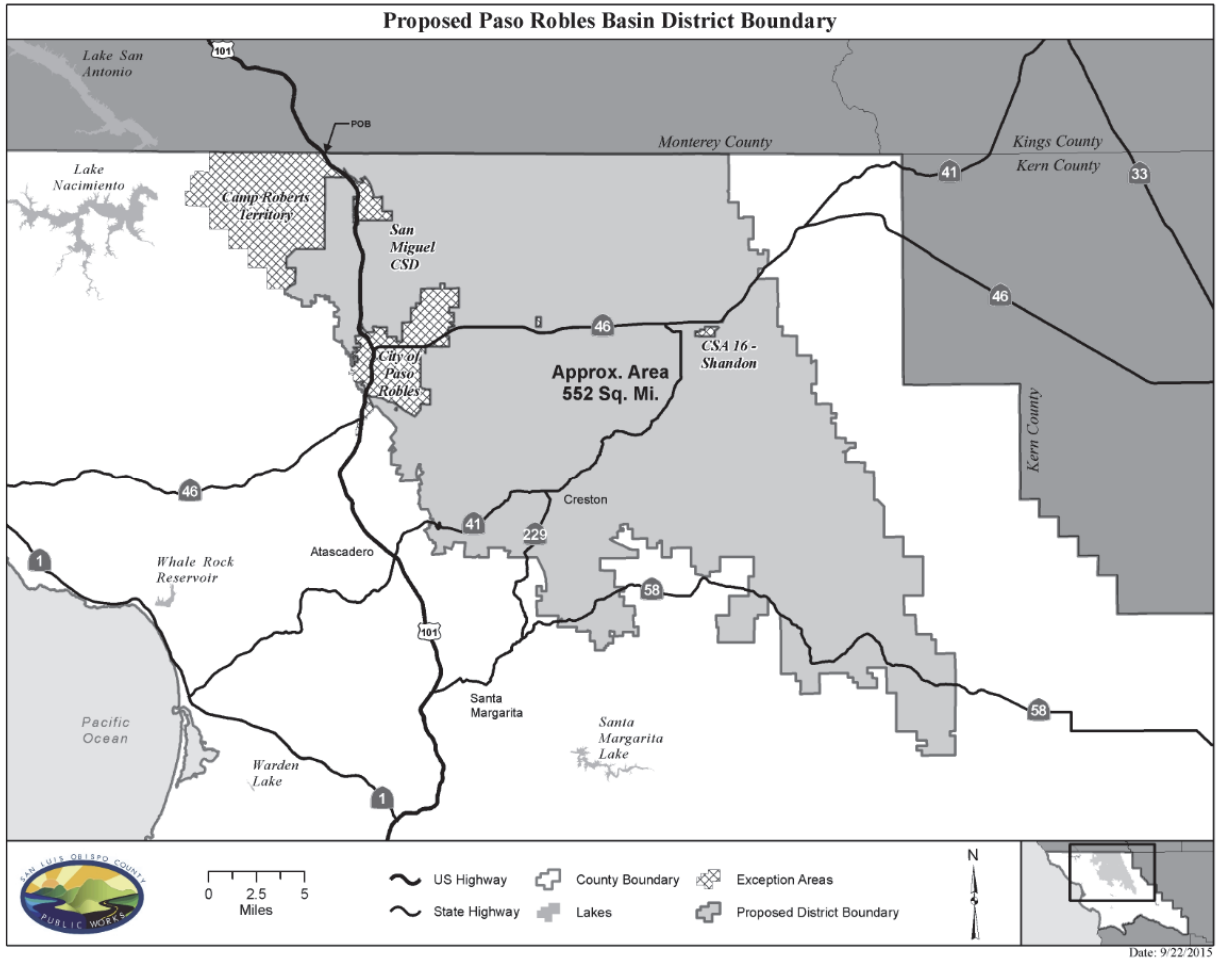 Proposed Paso Robles Basin District Boundary
101
Lake San
Antonio
POB
Monterey County
Kings County
Kern County
41
33
Lake
Nacimiento
Camp Roberts
Territory
San
Miguel
CSD
46
46
CSA 16 -
Shandon
City of
Paso
Robles
Approx. Area
552 Sq. Mi.
Kern County
46
Creston
41
229
Atascadero
1
Whale Rock
Reservoir
58
101
Santa
Margarita
58
Pacific
Ocean
Santa
Margarita
Lake
Warden
Lake
1
SAN LUIS OBISPO COUNTY
PUBLIC WORKS
0 2.5 5
Miles
US Highway
State Highway
County Boundary
Lakes
Exception Areas
Proposed District Boundary
N
Date: 9/22/2015